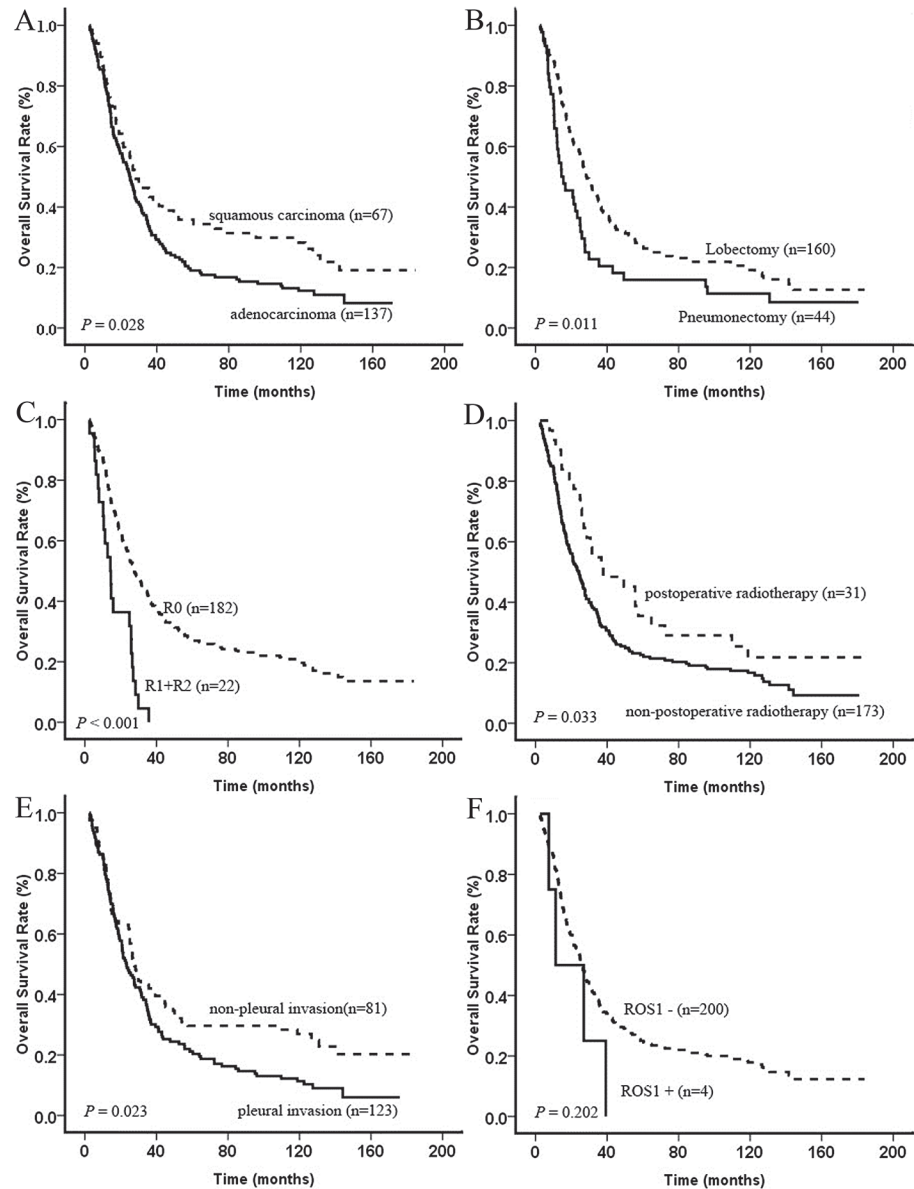 A
Overall Survival Rate (%)
1.0
0.8
0.6
0.4
0.2
0.0
squamous carcinoma (n=67)
adenocarcinoma (n=137)
P = 0.028
0 40 80 120 160 200
Time (months)
B
Overall Survival Rate (%)
1.0
0.8
0.6
0.4
0.2
0.0
Lobectomy (n=160)
Pneumonectomy (n=44)
P = 0.011
0 40 80 120 160 200
Time (months)
C
Overall Survival Rate (%)
1.0
0.8
0.6
0.4
0.2
0.0
R0 (n=182)
R1+R2 (n=22)
P < 0.001
0 40 80 120 160 200
Time (months)
D
Overall Survival Rate (%)
1.0
0.8
0.6
0.4
0.2
0.0
postoperative radiotherapy (n=31)
non-postoperative radiotherapy (n=173)
P = 0.033
0 40 80 120 160 200
Time (months)
E
Overall Survival Rate (%)
1.0
0.8
0.6
0.4
0.2
0.0
non-pleural invasion(n=81)
pleural invasion (n=123)
P = 0.023
0 40 80 120 160 200
Time (months)
F
Overall Survival Rate (%)
1.0
0.8
0.6
0.4
0.2
0.0
ROS1 - (n=200)
ROS1 + (n=4)
P = 0.202
0 40 80 120 160 200
Time (months)